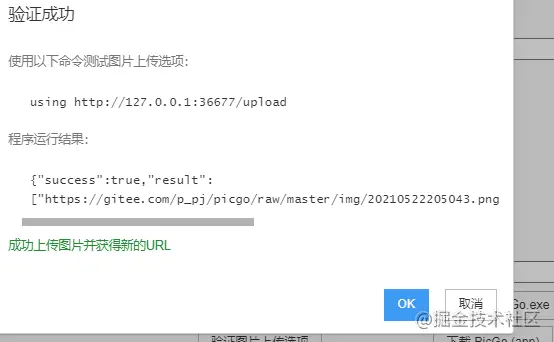 验证成功
使用以下命令测试图片上传选项：
using http://127.0.0.1:36677/upload
程序运行结果：
{"success":true,"result":
["https://gitee.com/p_pj/picgo/raw/master/img/20210522205043.png
成功上传图片并获得新的URL
OK
取消
Go.exe
@掘金技术社区
验证图片上传选项
下载 PicGo (app)